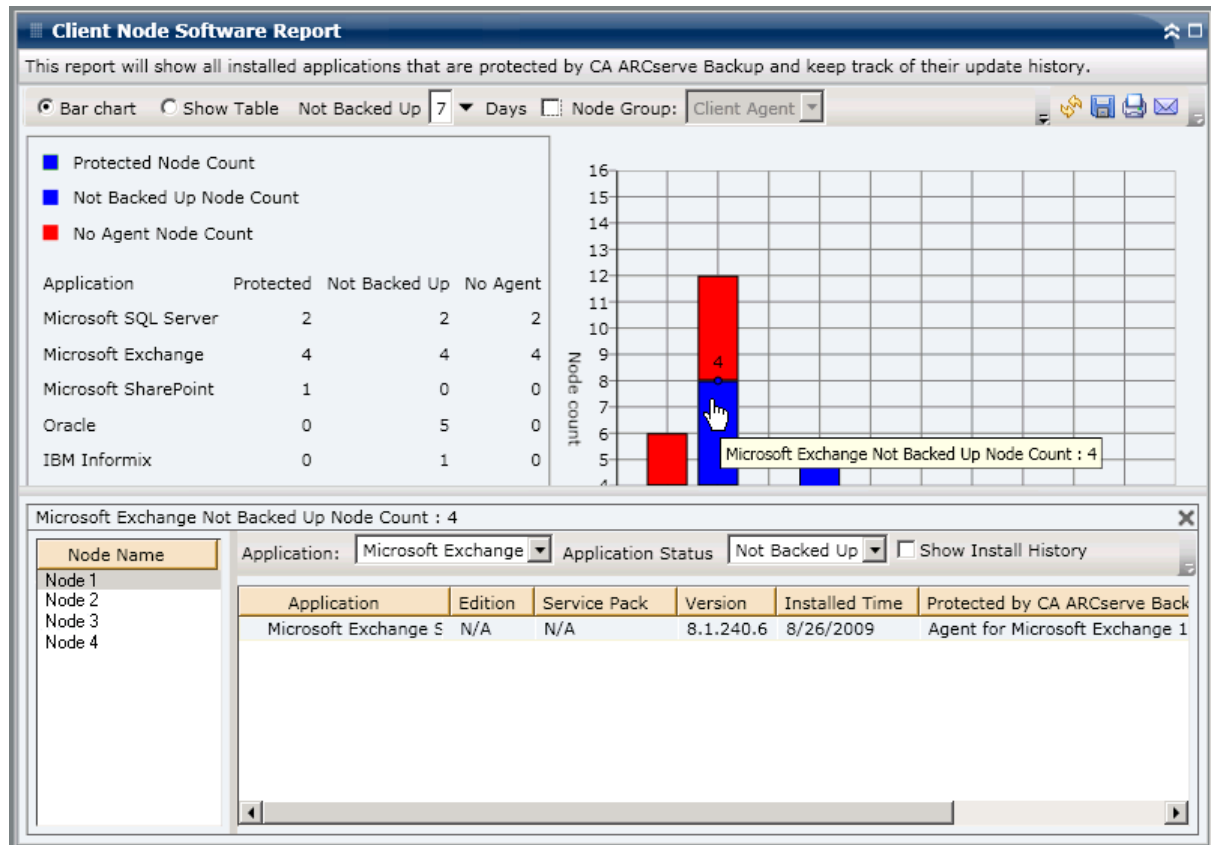 Client Node Software Report
This report will show all installed applications that are protected by CA ARCserve Backup and keep track of their update history.
Bar chart Show Table Not Backed Up 7 Days Node Group: Client Agent
Protected Node Count
Not Backed Up Node Count
No Agent Node Count
Application Protected Not Backed Up No Agent
Microsoft SQL Server 2 2 2
Microsoft Exchange 4 4 4
Microsoft SharePoint 1 0 0
Oracle 0 5 0
IBM Informix 0 1 0
Node count
16
15
14
13
12
11
10
9
8
7
6
5
4
4
Microsoft Exchange Not Backed Up Node Count : 4
Microsoft Exchange Not Backed Up Node Count : 4
Node Name
Node 1
Node 2
Node 3
Node 4
Application: Microsoft Exchange Application Status Not Backed Up Show Install History
Application Edition Service Pack Version Installed Time Protected by CA ARCserve Back
Microsoft Exchange S N/A N/A 8.1.240.6 8/26/2009 Agent for Microsoft Exchange 1